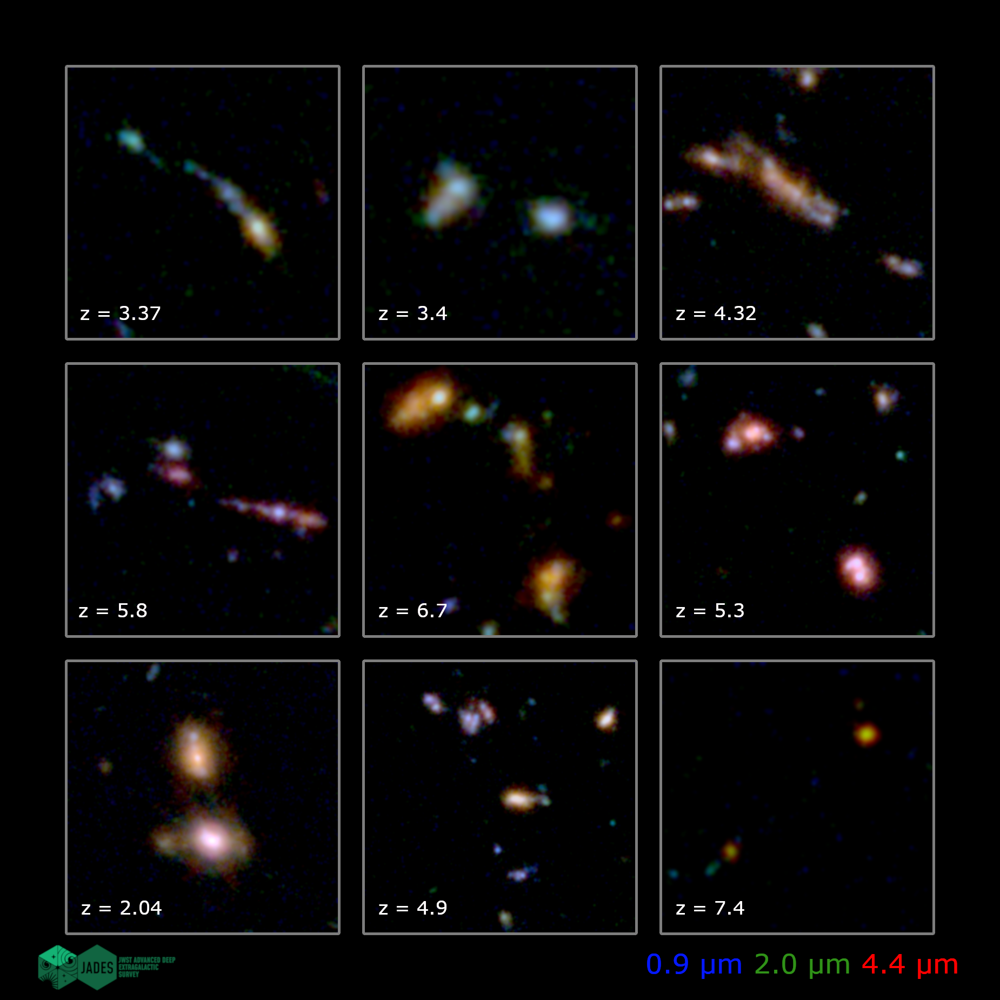 z = 3.37
z = 3.4
z = 4.32
z = 5.8
z = 6.7
z = 5.3
z = 2.04
z = 4.9
z = 7.4
JADES
JWST ADVANCED DEEP
EXTRAGALACTIC
SURVEY
0.9 μm 2.0 μm 4.4 μm